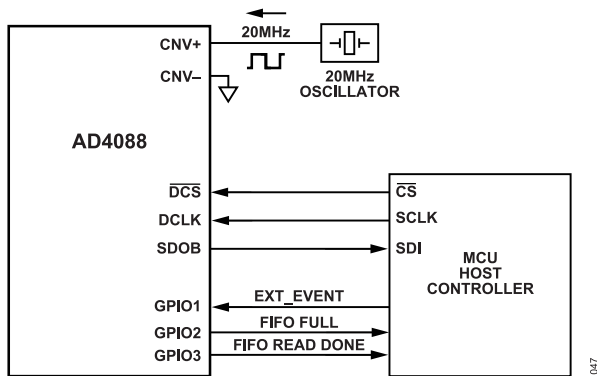 CNV+
20MHz
CNV–
20MHz
OSCILLATOR
AD4088
DCS
CS
DCLK
SCLK
SDOB
SDI
MCU
HOST
CONTROLLER
GPIO1
EXT_EVENT
GPIO2
FIFO FULL
GPIO3
FIFO READ DONE
047